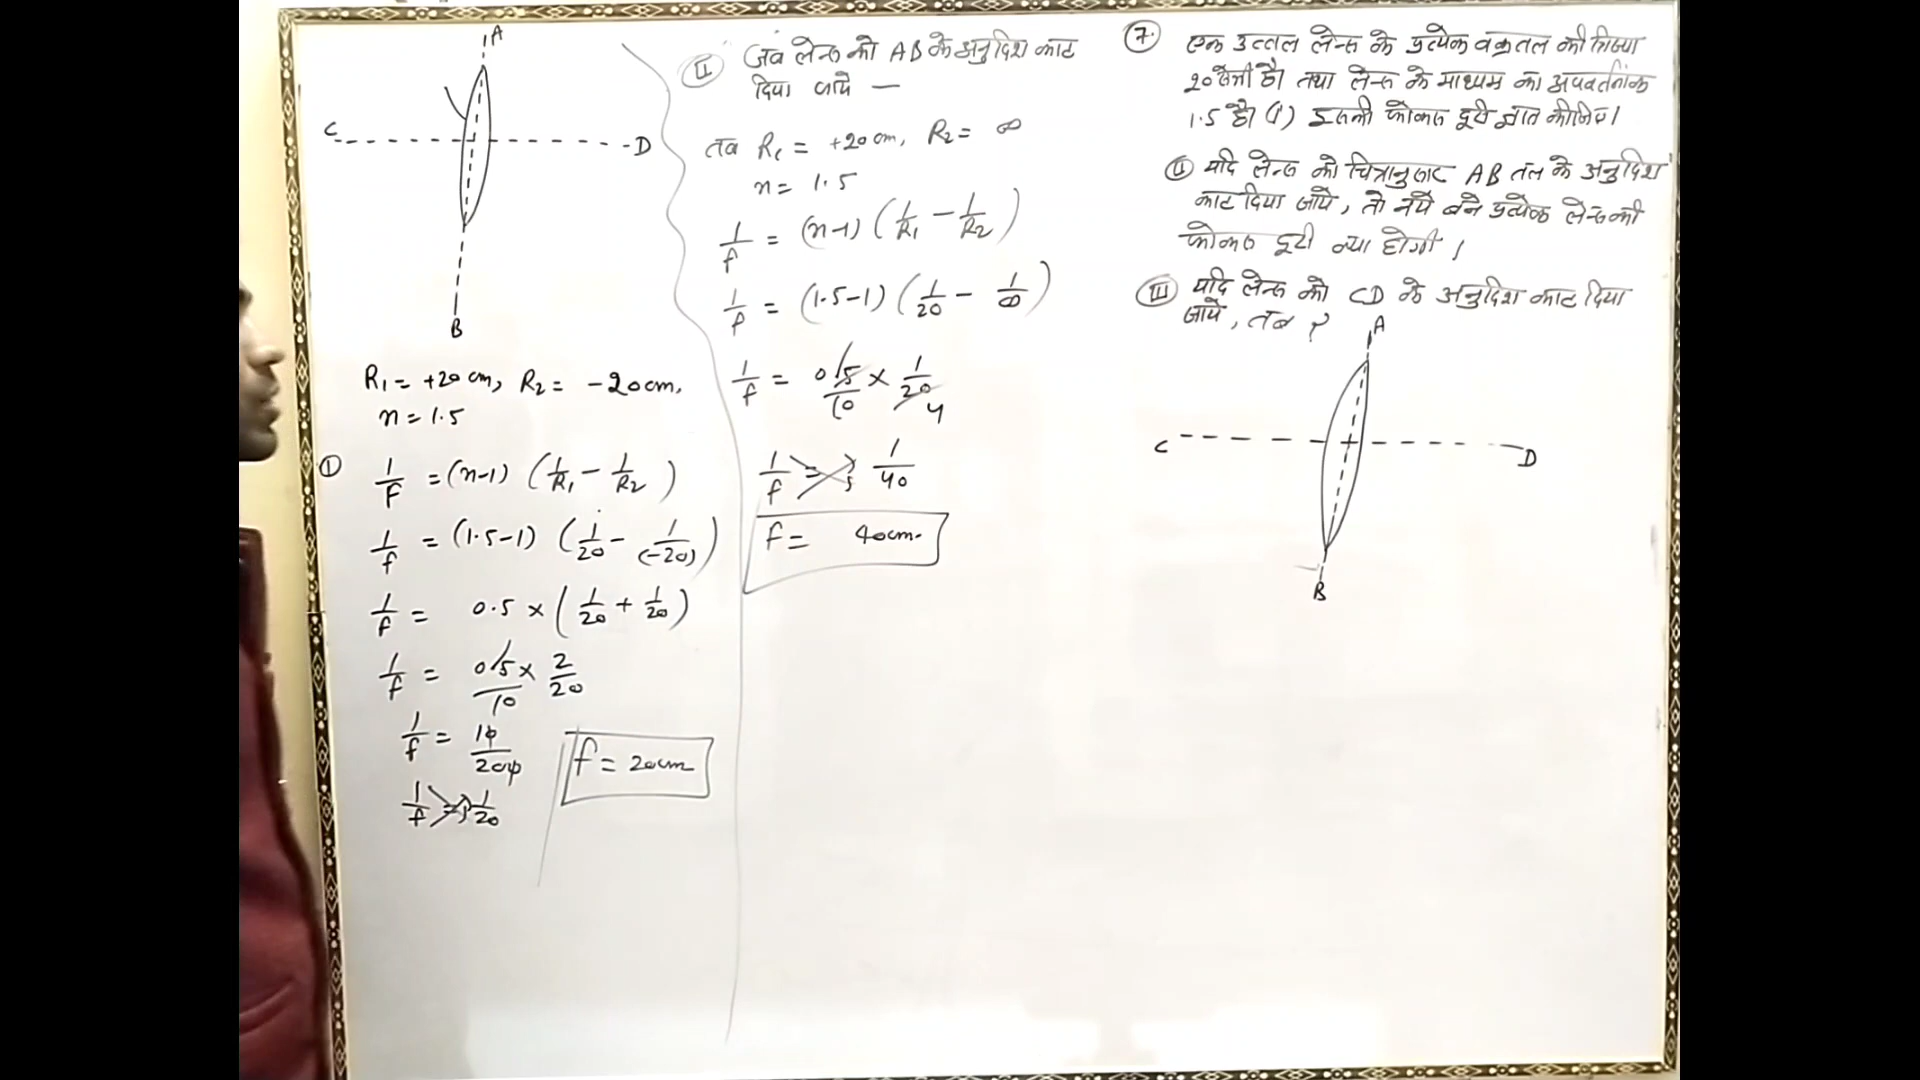 A
C
D
B
R₁ = +20 cm, R₂ = -20cm,
n = 1.5
① 1/f = (n-1) (1/R₁ - 1/R₂)
1/f = (1.5-1) (1/20 - 1/(-20))
1/f = 0.5 × (1/20 + 1/20)
1/f = 05/10 × 2/20
1/f = 10/200
1/f = 1/20
f = 20cm
Ⅱ जब लेन्स को AB के अनुदिश काट
दिया जाये —
तब R₁ = +20 cm, R₂ = ∞
n = 1.5
1/f = (n-1) (1/R₁ - 1/R₂)
1/f = (1.5-1) (1/20 - 1/∞)
1/f = 05/10 × 1/20 4
1/f = 1/40
f = 40cm.
⑦. एक उत्तल लेन्स के प्रत्येक वक्रतल की त्रिज्या
20 सेमी है। तथा लेन्स के माध्यम का अपवर्तनांक
1.5 है। (i) इसकी फोकस दूरी ज्ञात कीजिए।
Ⅱ यदि लेन्स को चित्रानुसार AB तल के अनुदिश
काट दिया जाये, तो नये बने प्रत्येक लेन्स की
फोकस दूरी क्या होगी।
Ⅲ यदि लेन्स को CD के अनुदिश काट दिया
जाये, तब ?
A
C
D
B